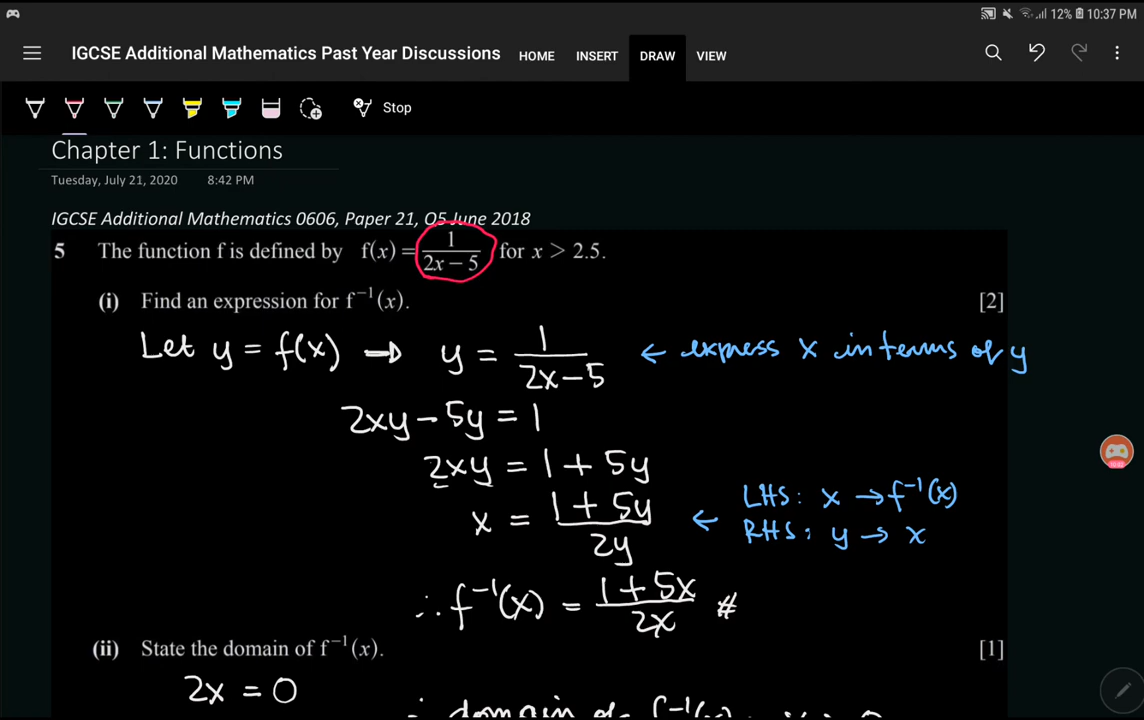 12% 10:37 PM
IGCSE Additional Mathematics Past Year Discussions HOME INSERT DRAW VIEW
Stop
Chapter 1: Functions
Tuesday, July 21, 2020 8:42 PM
IGCSE Additional Mathematics 0606, Paper 21, O5 June 2018
5 The function f is defined by f(x) = 1/(2x − 5) for x > 2.5.
(i) Find an expression for f⁻¹(x). [2]
Let y = f(x) → y = 1/(2x − 5) ← express x in terms of y
2xy − 5y = 1
2xy = 1 + 5y
x = (1 + 5y)/2y ← LHS: x → f⁻¹(x)
RHS: y → x
∴ f⁻¹(x) = (1 + 5x)/2x #
(ii) State the domain of f⁻¹(x). [1]
2x = 0
domain of f⁻¹(x)